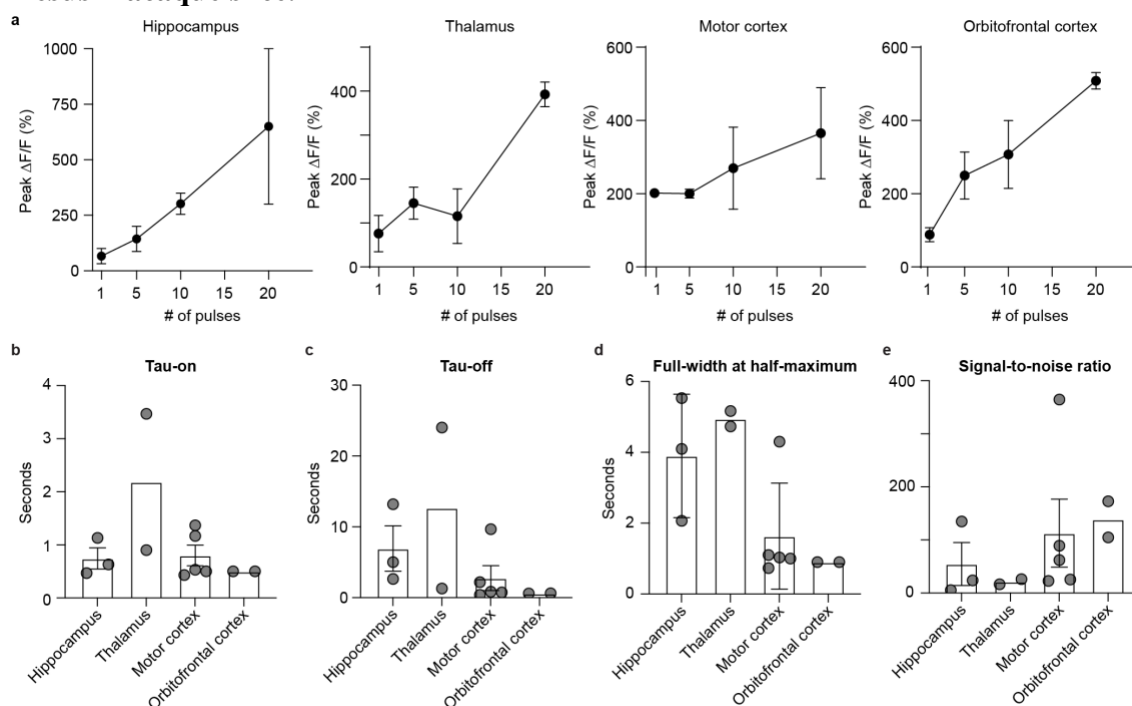 a
Hippocampus
Thalamus
Motor cortex
Orbitofrontal cortex
Peak ΔF/F (%)
1000
750
500
250
0
1
5
10
15
20
# of pulses
Peak ΔF/F (%)
400
200
0
1
5
10
15
20
# of pulses
Peak ΔF/F (%)
600
400
200
0
1
5
10
15
20
# of pulses
Peak ΔF/F (%)
600
400
200
0
1
5
10
15
20
# of pulses
b
Tau-on
Seconds
4
3
2
1
0
Hippocampus
Thalamus
Motor cortex
Orbitofrontal cortex
c
Tau-off
30
20
10
0
Hippocampus
Thalamus
Motor cortex
Orbitofrontal cortex
d
Full-width at half-maximum
Seconds
6
4
2
0
Hippocampus
Thalamus
Motor cortex
Orbitofrontal cortex
e
Signal-to-noise ratio
400
200
0
Hippocampus
Thalamus
Motor cortex
Orbitofrontal cortex